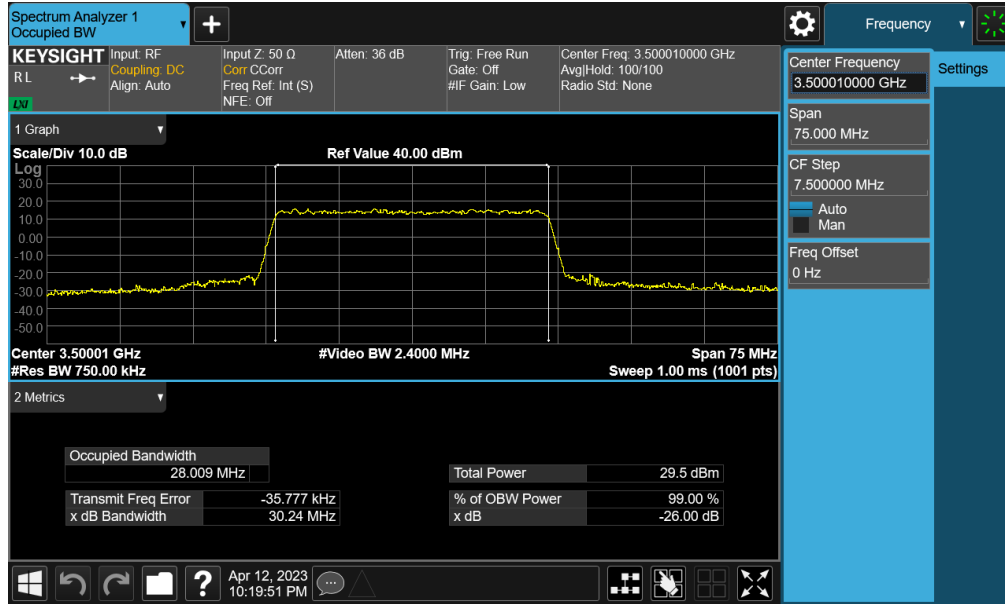 Spectrum Analyzer 1
Occupied BW
+
Frequency
KEYSIGHT
R L
LXI
Input: RF
Coupling: DC
Align: Auto
Input Z: 50 Ω
Corr CCorr
Freq Ref: Int (S)
NFE: Off
Atten: 36 dB
Trig: Free Run
Gate: Off
#IF Gain: Low
Center Freq: 3.500010000 GHz
Avg|Hold: 100/100
Radio Std: None
Center Frequency
3.500010000 GHz
Settings
Span
75.000 MHz
CF Step
7.500000 MHz
Auto
Man
Freq Offset
0 Hz
1 Graph
Scale/Div 10.0 dB
Ref Value 40.00 dBm
Log
30.0
20.0
10.0
0.00
-10.0
-20.0
-30.0
-40.0
-50.0
Center 3.50001 GHz
#Video BW 2.4000 MHz
Span 75 MHz
#Res BW 750.00 kHz
Sweep 1.00 ms (1001 pts)
2 Metrics
Occupied Bandwidth
28.009 MHz
Total Power 29.5 dBm
Transmit Freq Error -35.777 kHz
% of OBW Power 99.00 %
x dB Bandwidth 30.24 MHz
x dB -26.00 dB
?
Apr 12, 2023
10:19:51 PM